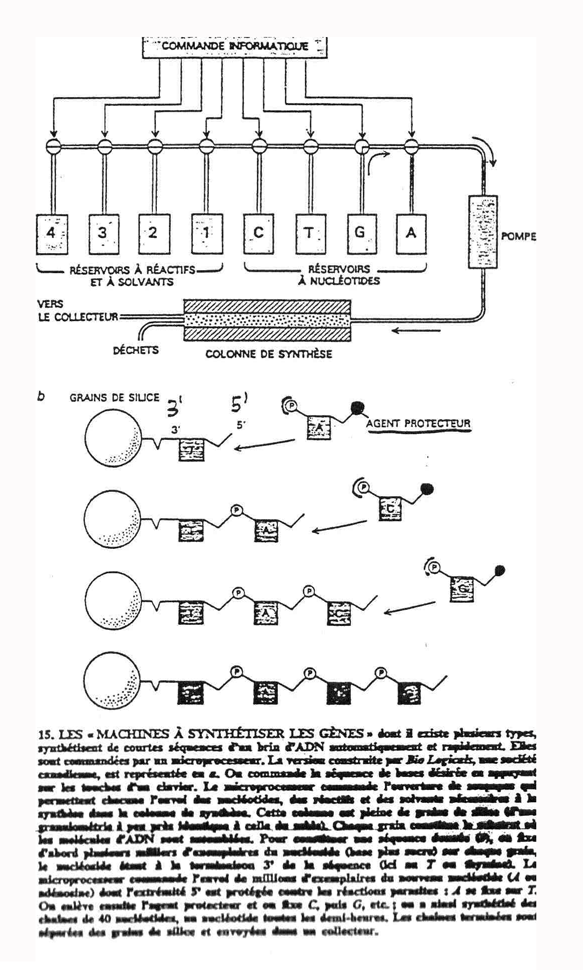 COMMANDE INFORMATIQUE
4 3 2 1 C T G A
POMPE
RÉSERVOIRS À RÉACTIFS
ET À SOLVANTS
RÉSERVOIRS
À NUCLÉOTIDES
VERS
LE COLLECTEUR
DÉCHETS
COLONNE DE SYNTHÈSE
b GRAINS DE SILICE 3' 5'
3' 5'
P
A
AGENT PROTECTEUR
T
P
C
P
T A
P
G
P P
T A C
P P P
15. LES « MACHINES À SYNTHÉTISER LES GÈNES » dont il existe plusieurs types,
synthétisent de courtes séquences d'un brin d'ADN automatiquement et rapidement. Elles
sont commandées par un microprocesseur. La version construite par Bio Logicals, une société
canadienne, est représentée en a. On commande la séquence de bases désirée en appuyant
sur les touches d'un clavier. Le microprocesseur commande l'ouverture de soupapes qui
permettent chacune l'envoi des nucléotides, des réactifs et des solvants nécessaires à la
synthèse dans la colonne de synthèse. Cette colonne est pleine de grains de silice (d'une
granulométrie à peu près identique à celle du sable). Chaque grain constitue le substrat où
les molécules d'ADN sont assemblées. Pour constituer une séquence donnée (b), on fixe
d'abord plusieurs milliers d'exemplaires du nucléotide (base plus sucre) sur chaque grain,
le nucléotide étant à la terminaison 3' de la séquence (ici un T ou thymine). Le
microprocesseur commande l'envoi de millions d'exemplaires du nouveau nucléotide (A ou
adénosine) dont l'extrémité 5' est protégée contre les réactions parasites : A se fixe sur T.
On enlève ensuite l'agent protecteur et on fixe C, puis G, etc. ; on a ainsi synthétisé des
chaînes de 40 nucléotides, un nucléotide toutes les demi-heures. Les chaînes terminées sont
séparées des grains de silice et envoyées dans un collecteur.